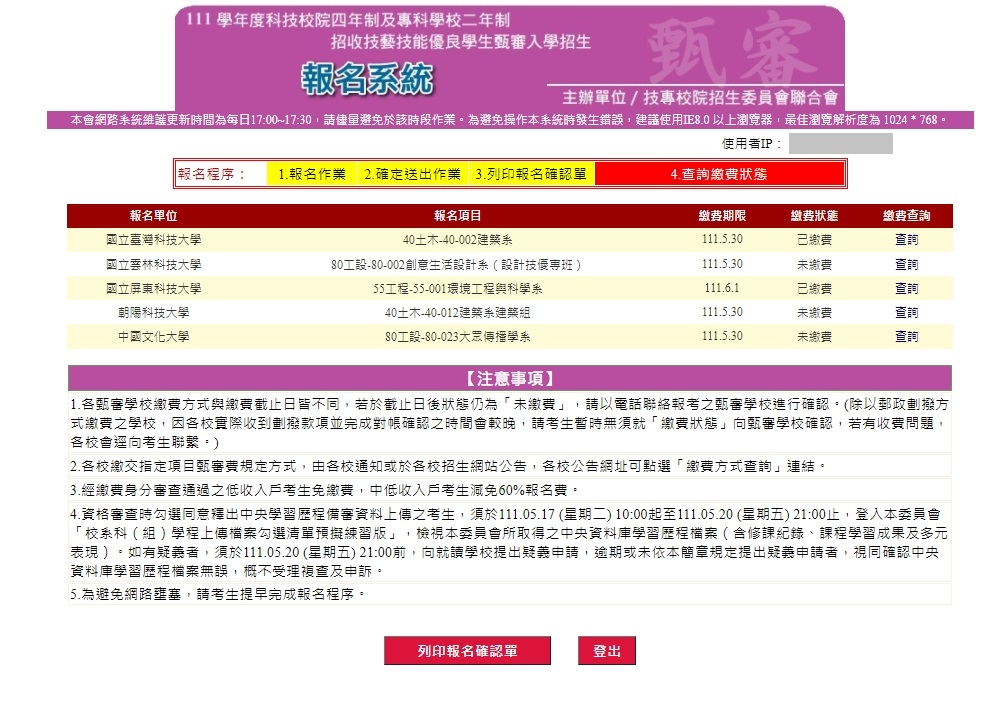 111 學年度科技校院四年制及專科學校二年制
招收技藝技能優良學生甄審入學招生
甄審
報名系統
主辦單位 / 技專校院招生委員會聯合會
本會網路系統維護更新時間為每日17:00~17:30，請儘量避免於該時段作業。為避免操作本系統時發生錯誤，建議使用IE8.0 以上瀏覽器，最佳瀏覽解析度為 1024 * 768。
使用者IP：
報名程序： 1.報名作業 2.確定送出作業 3.列印報名確認單 4.查詢繳費狀態
報名單位 報名項目 繳費期限 繳費狀態 繳費查詢
國立臺灣科技大學 40土木-40-002建築系 111.5.30 已繳費 查詢
國立雲林科技大學 80工設-80-002創意生活設計系（設計技優專班） 111.5.30 未繳費 查詢
國立屏東科技大學 55工程-55-001環境工程與科學系 111.6.1 已繳費 查詢
朝陽科技大學 40土木-40-012建築系建築組 111.5.30 未繳費 查詢
中國文化大學 80工設-80-023大眾傳播學系 111.5.30 未繳費 查詢
【注意事項】
1.各甄審學校繳費方式與繳費截止日皆不同，若於截止日後狀態仍為「未繳費」，請以電話聯絡報考之甄審學校進行確認。(除以郵政劃撥方
式繳費之學校，因各校實際收到劃撥款項並完成對帳確認之時間會較晚，請考生暫時無須就「繳費狀態」向甄審學校確認，若有收費問題，
各校會逕向考生聯繫。)
2.各校繳交指定項目甄審費規定方式，由各校通知或於各校招生網站公告，各校公告網址可點選「繳費方式查詢」連結。
3.經繳費身分審查通過之低收入戶考生免繳費，中低收入戶考生減免60%報名費。
4.資格審查時勾選同意釋出中央學習歷程備審資料上傳之考生，須於111.05.17 (星期二) 10:00起至111.05.20 (星期五) 21:00止，登入本委員會
「校系科（組）學程上傳檔案勾選清單預擬練習版」，檢視本委員會所取得之中央資料庫學習歷程檔案（含修課紀錄、課程學習成果及多元
表現）。如有疑義者，須於111.05.20 (星期五) 21:00前，向就讀學校提出疑義申請，逾期或未依本簡章規定提出疑義申請者，視同確認中央
資料庫學習歷程檔案無誤，概不受理複查及申訴。
5.為避免網路壅塞，請考生提早完成報名程序。
列印報名確認單 登出